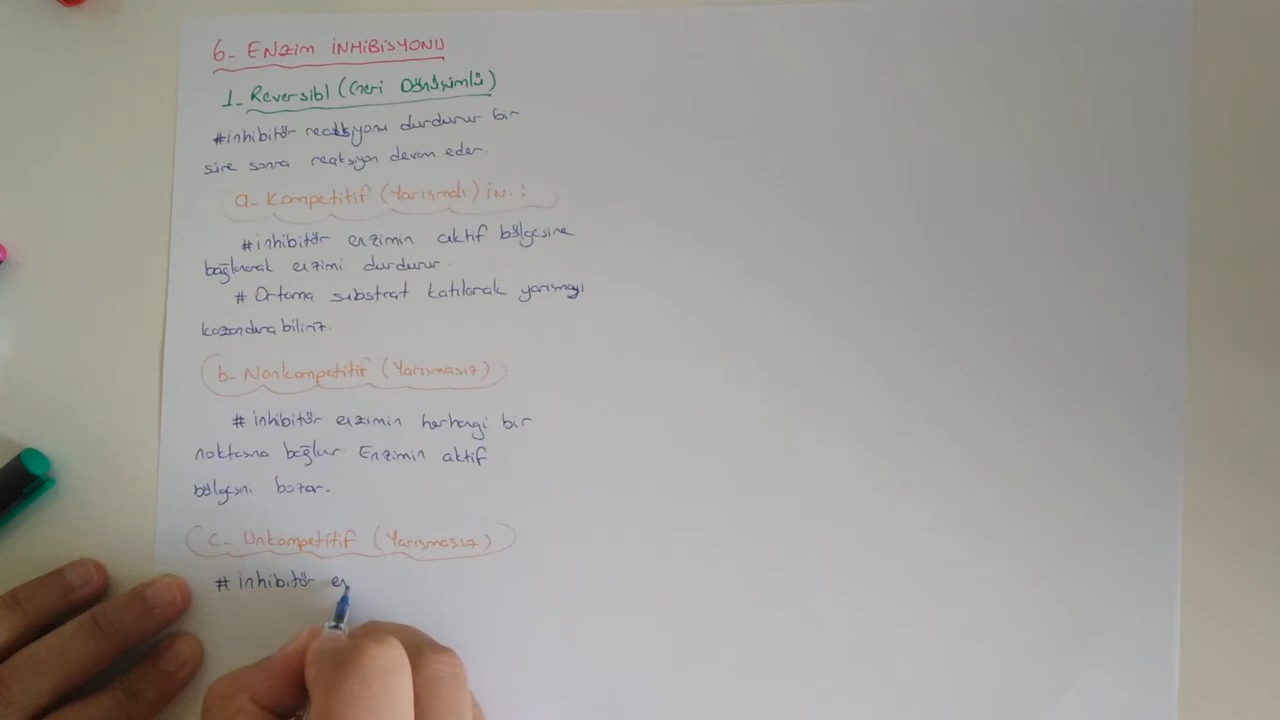 6- ENZİM İNHİBİSYONU
1- Reversibl (Geri Dönüşümlü)
#inhibitör reaksiyonu durdurur bir
süre sonra reaksiyon devam eder.
a- Kompetitif (Yarışmalı) in. :
#inhibitör enzimin aktif bölgesine
bağlanarak enzimi durdurur.
# Ortama substrat katılarak yarışmayı
kazandırabiliriz.
b- Nonkompetitif (Yarışmasız)
# inhibitör enzimin herhangi bir
noktasına bağlanır. Enzimin aktif
bölgesini bozar.
c- Unkompetitif (Yarışmasız)
# inhibitör en